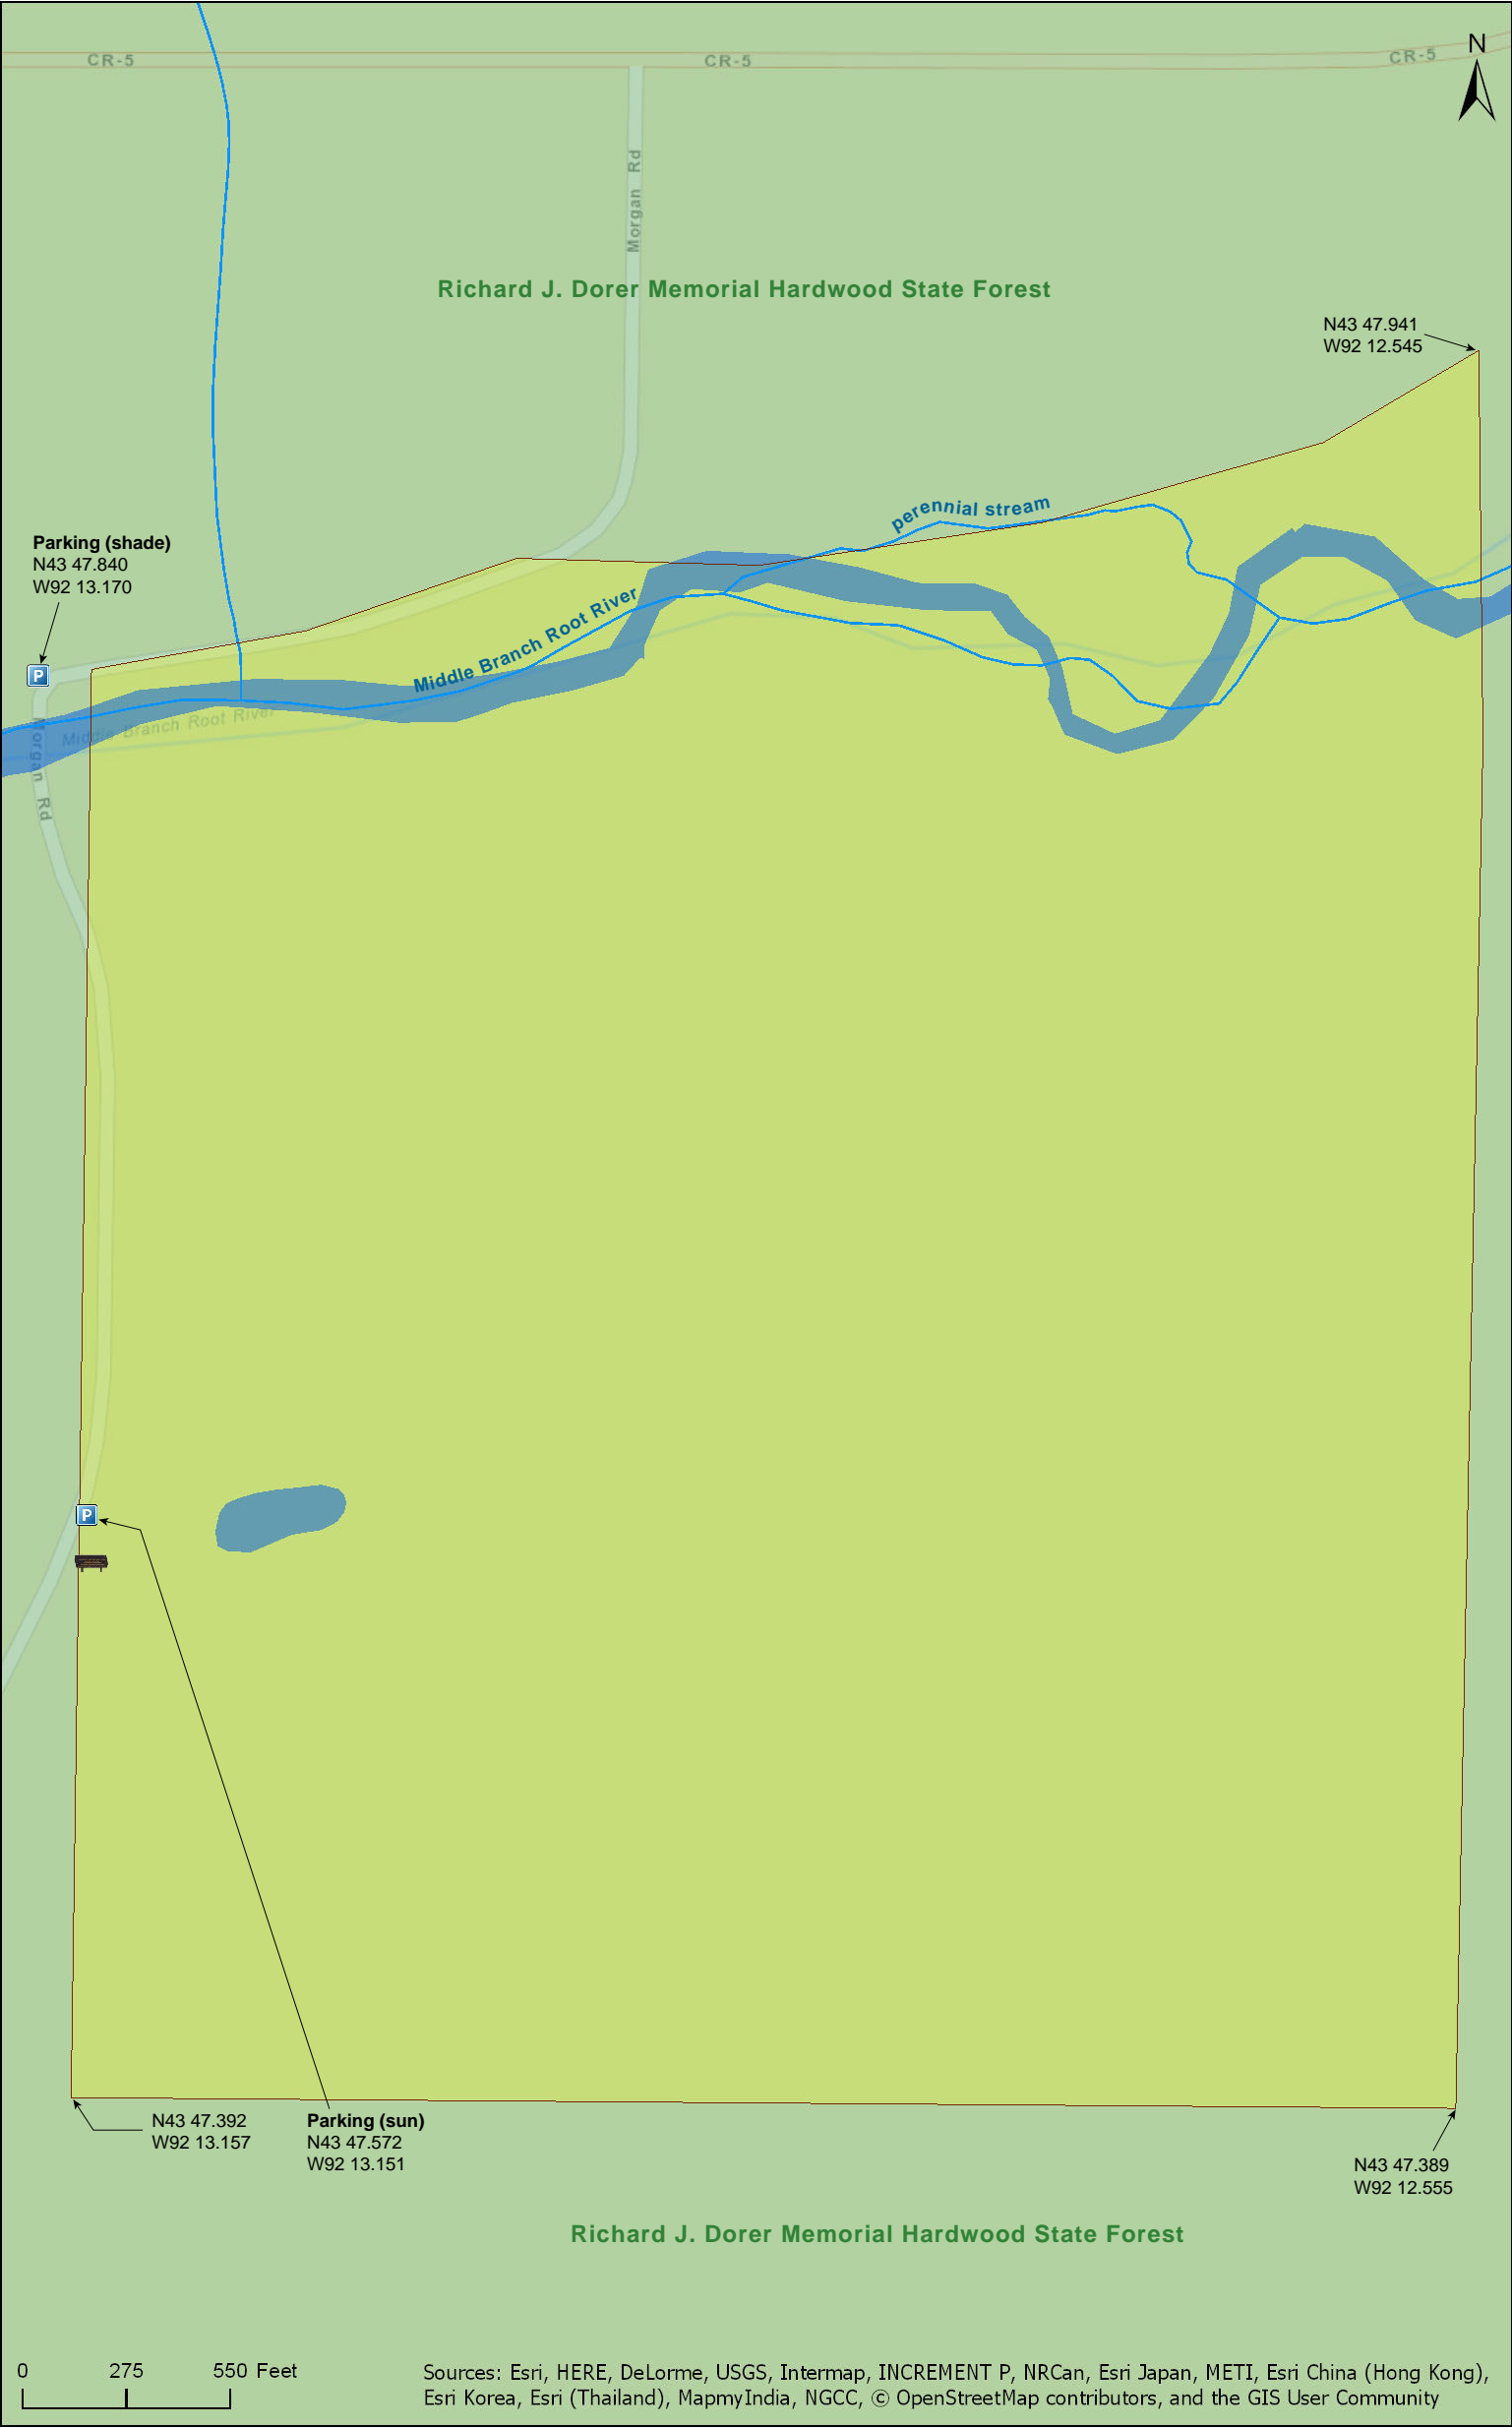 CR-5
CR-5
CR-5
N
Morgan Rd
Richard J. Dorer Memorial Hardwood State Forest
N43 47.941
W92 12.545
perennial stream
Parking (shade)
N43 47.840
W92 13.170
P
Middle Branch Root River
Middle Branch Root River
Morgan Rd
P
N43 47.392
W92 13.157
Parking (sun)
N43 47.572
W92 13.151
N43 47.389
W92 12.555
Richard J. Dorer Memorial Hardwood State Forest
0 275 550 Feet
Sources: Esri, HERE, DeLorme, USGS, Intermap, INCREMENT P, NRCan, Esri Japan, METI, Esri China (Hong Kong),
Esri Korea, Esri (Thailand), MapmyIndia, NGCC, © OpenStreetMap contributors, and the GIS User Community